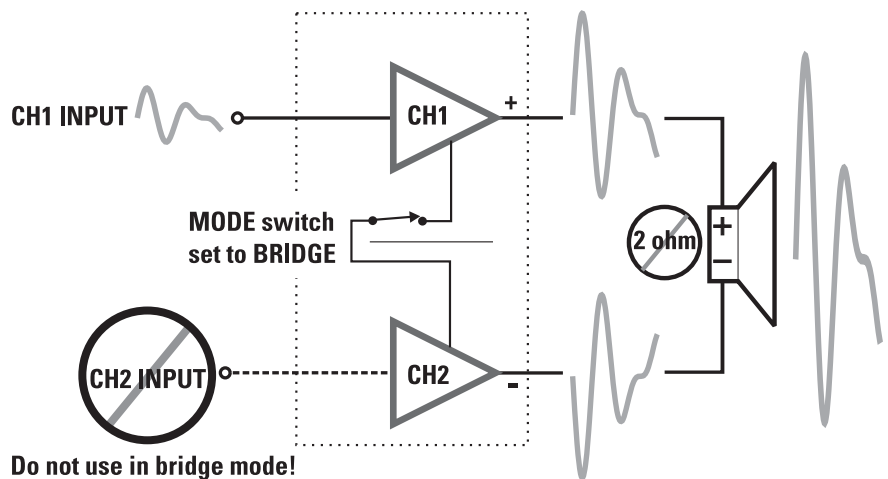 CH1 INPUT
CH1
+
MODE switch
set to BRIDGE
2 ohm
+
−
CH2 INPUT
CH2
-
Do not use in bridge mode!